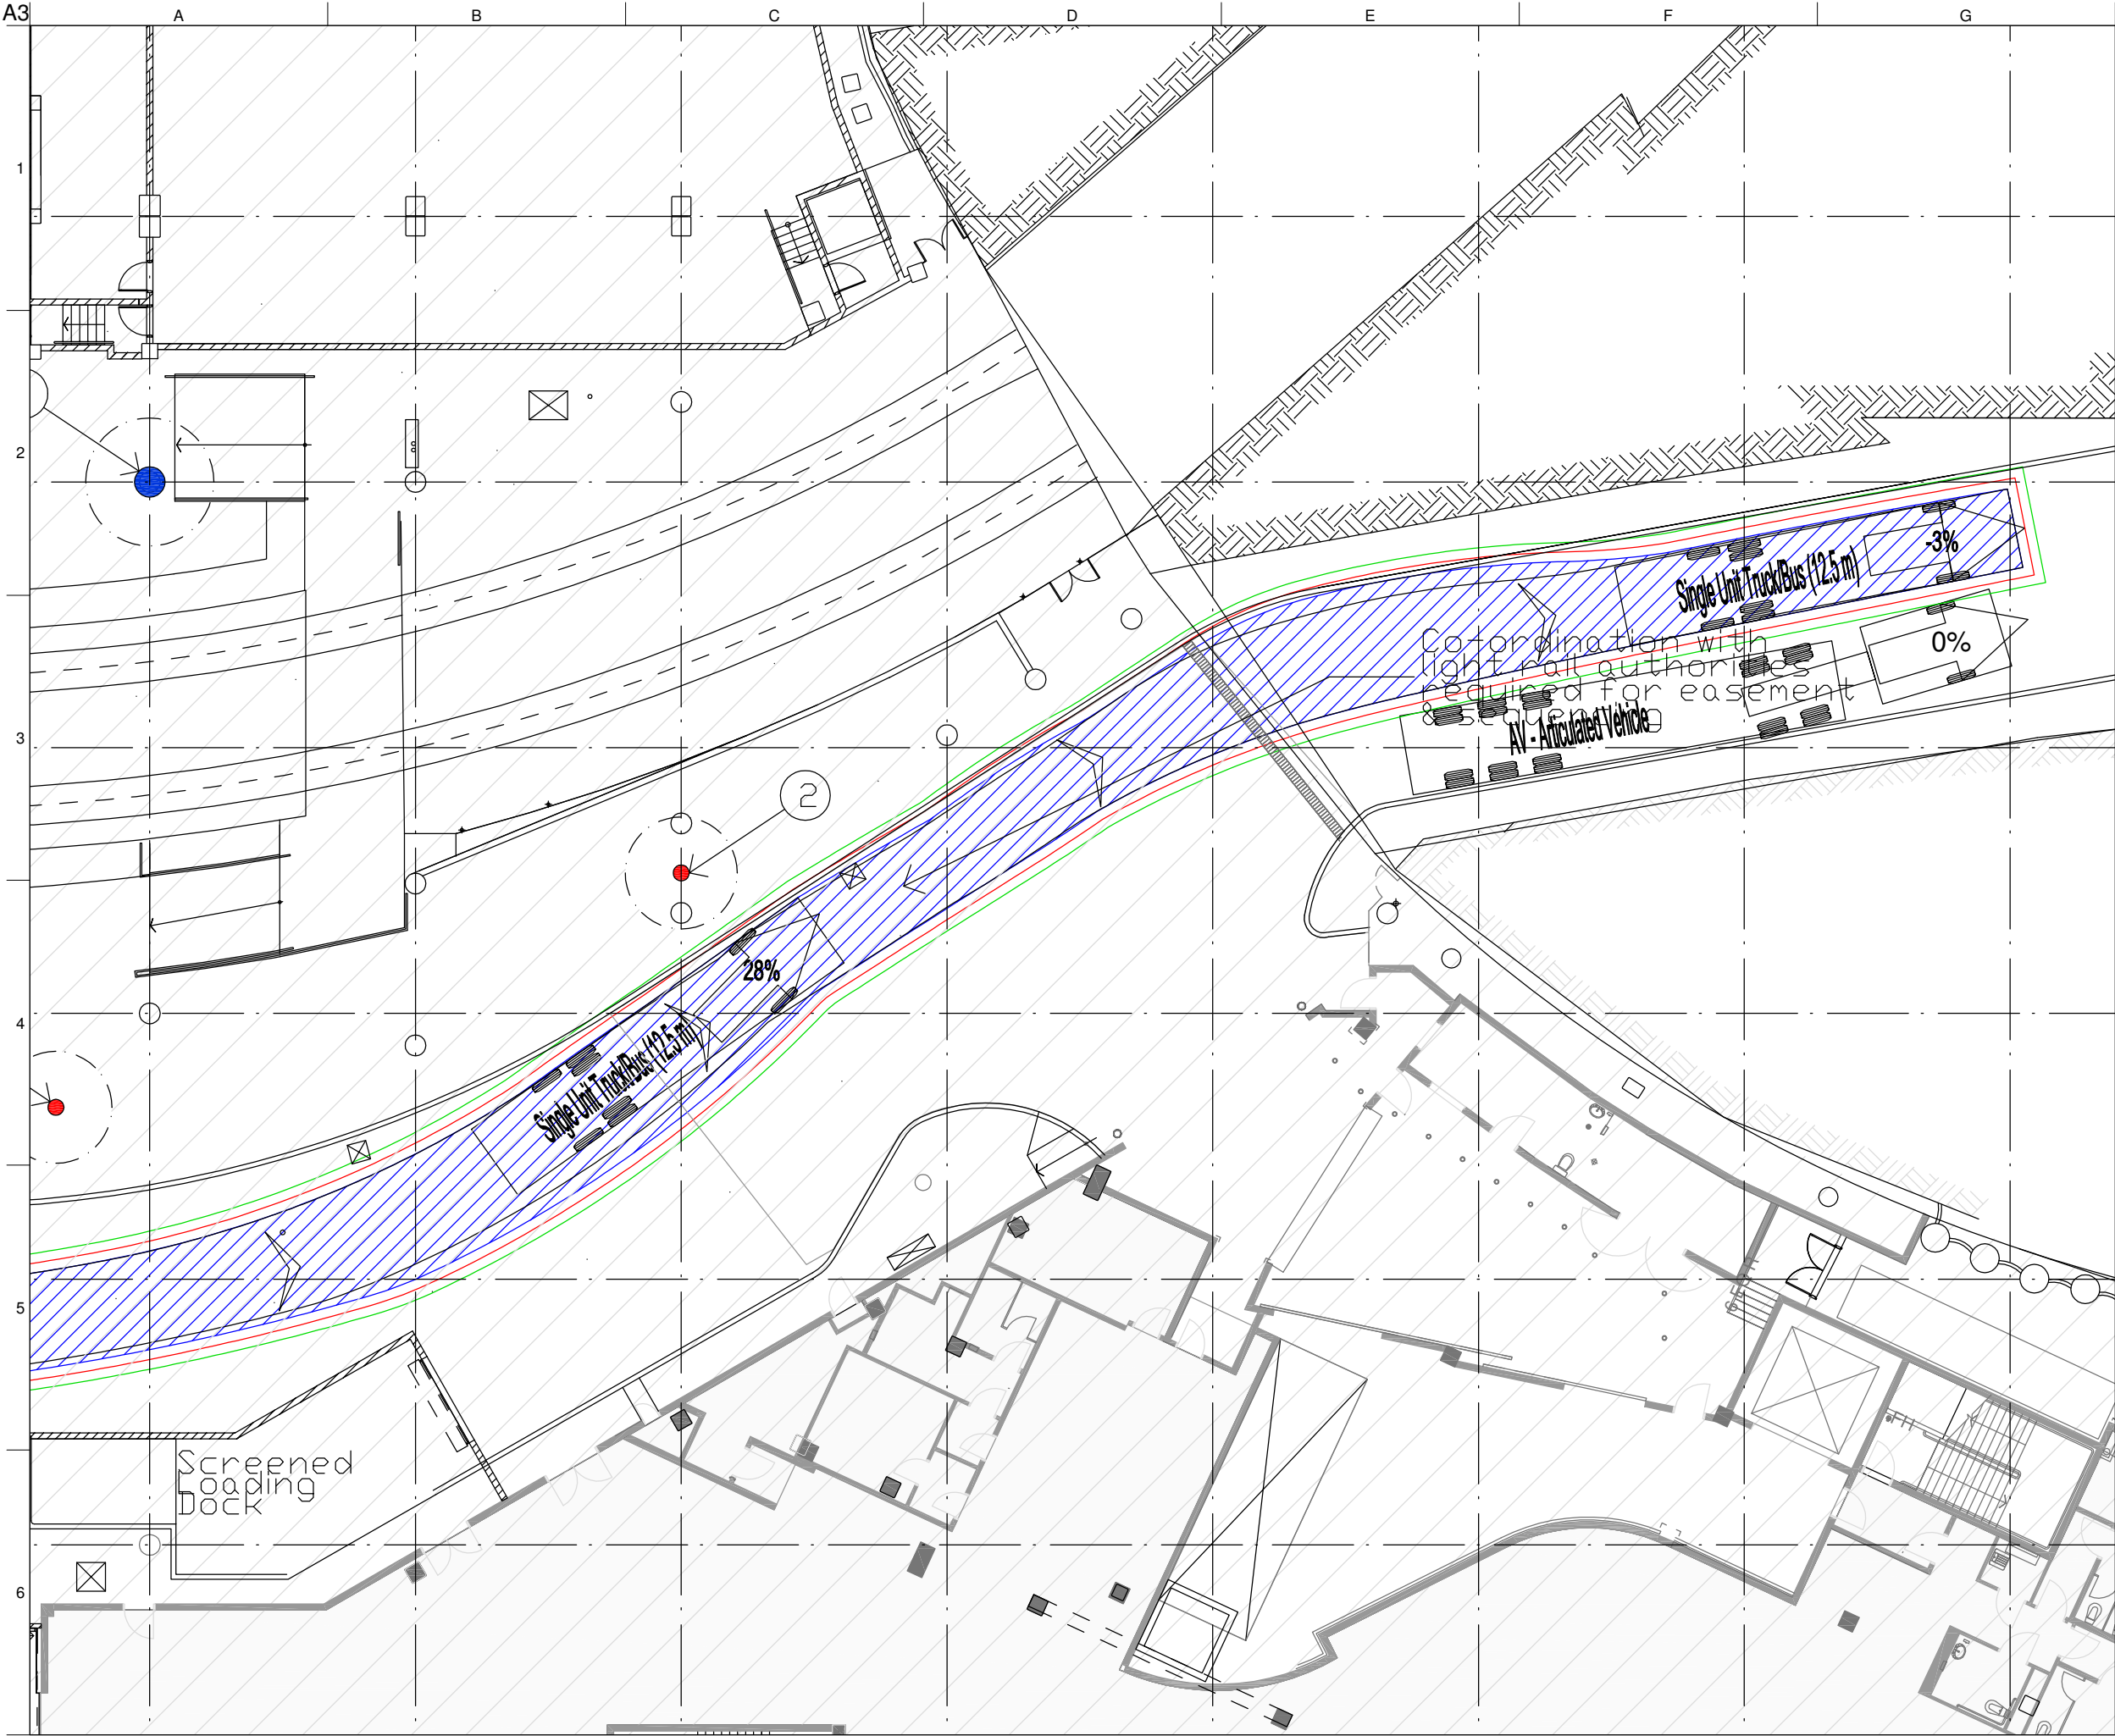 A3
A
B
C
D
E
F
G
1
2
3
4
5
6
-3%
Single Unit Truck/Bus (12.5 m)
0%
Co-ordination with
light rail authorities
required for easement
& sequencing
AV - Articulated Vehicle
2
28%
Single Unit Truck/Bus (12.5 m)
Screened
Loading
Dock
FH